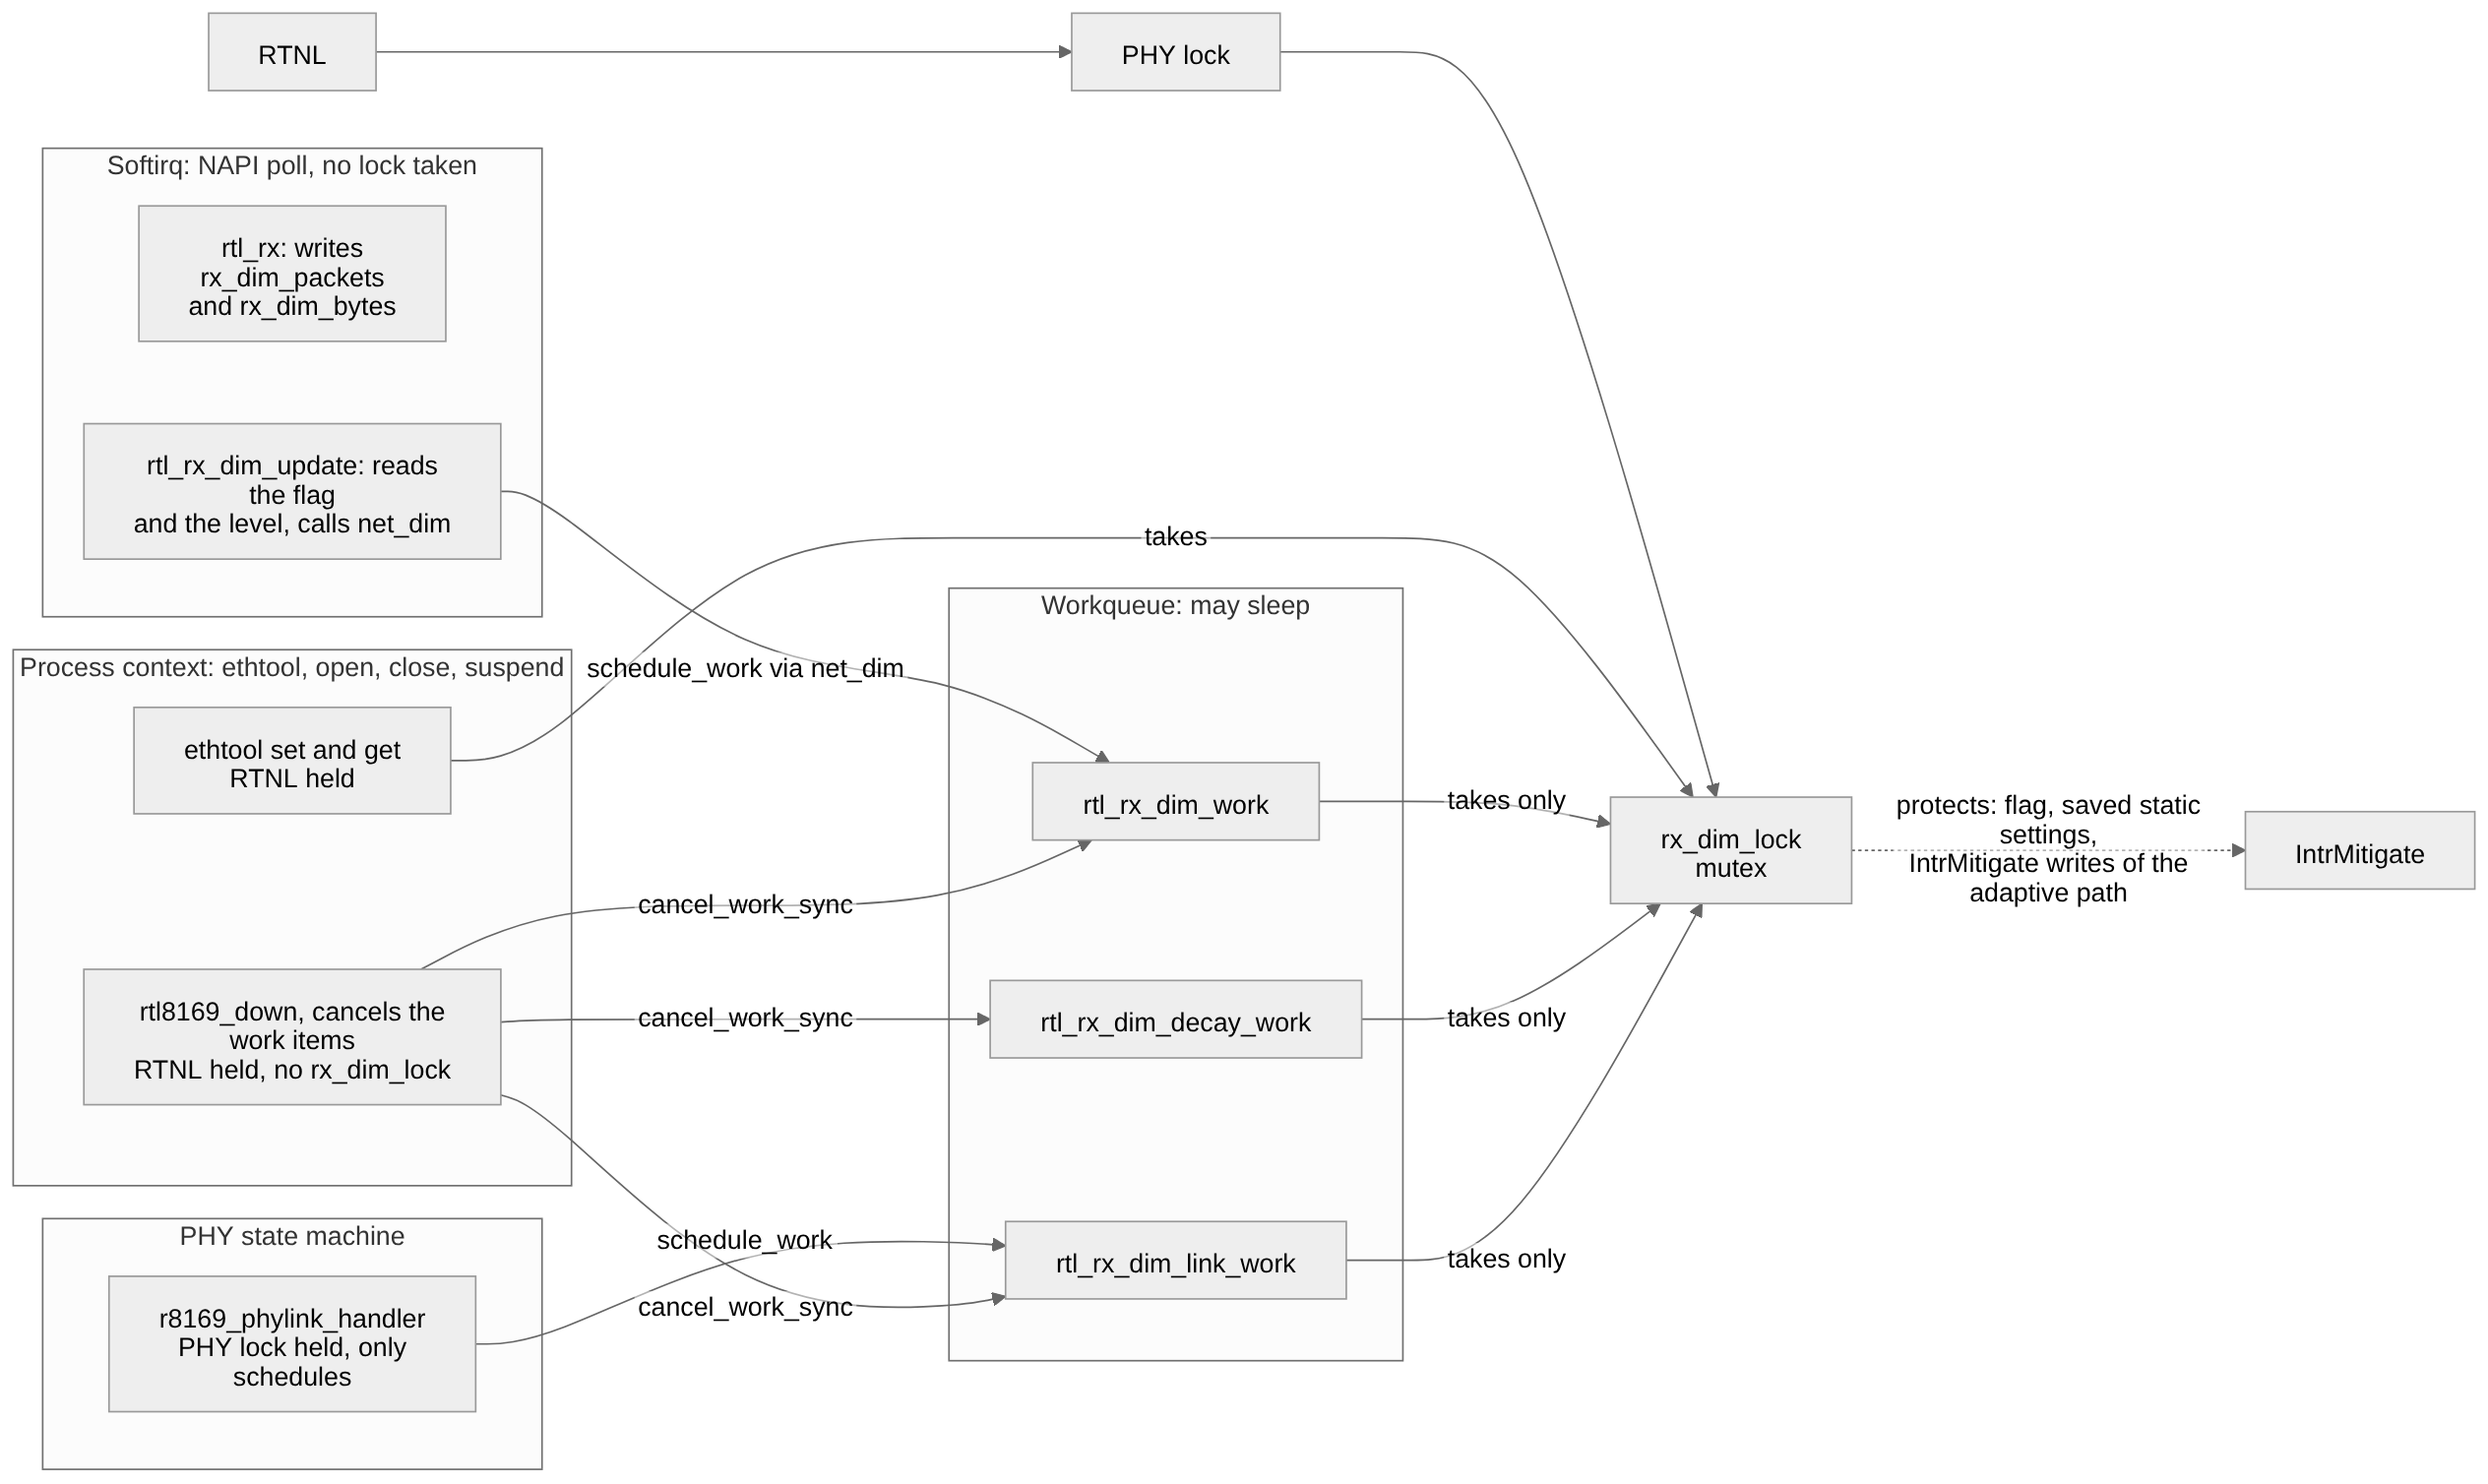 RTNL
PHY lock
Softirq: NAPI poll, no lock taken
rtl_rx: writes
rx_dim_packets
and rx_dim_bytes
rtl_rx_dim_update: reads
the flag
and the level, calls net_dim
takes
Workqueue: may sleep
schedule_work via net_dim
Process context: ethtool, open, close, suspend
ethtool set and get
RTNL held
rtl_rx_dim_work
takes only
rx_dim_lock
mutex
protects: flag, saved static
settings,
IntrMitigate writes of the
adaptive path
IntrMitigate
cancel_work_sync
rtl8169_down, cancels the
work items
RTNL held, no rx_dim_lock
cancel_work_sync
rtl_rx_dim_decay_work
takes only
PHY state machine
schedule_work
rtl_rx_dim_link_work
takes only
cancel_work_sync
r8169_phylink_handler
PHY lock held, only
schedules